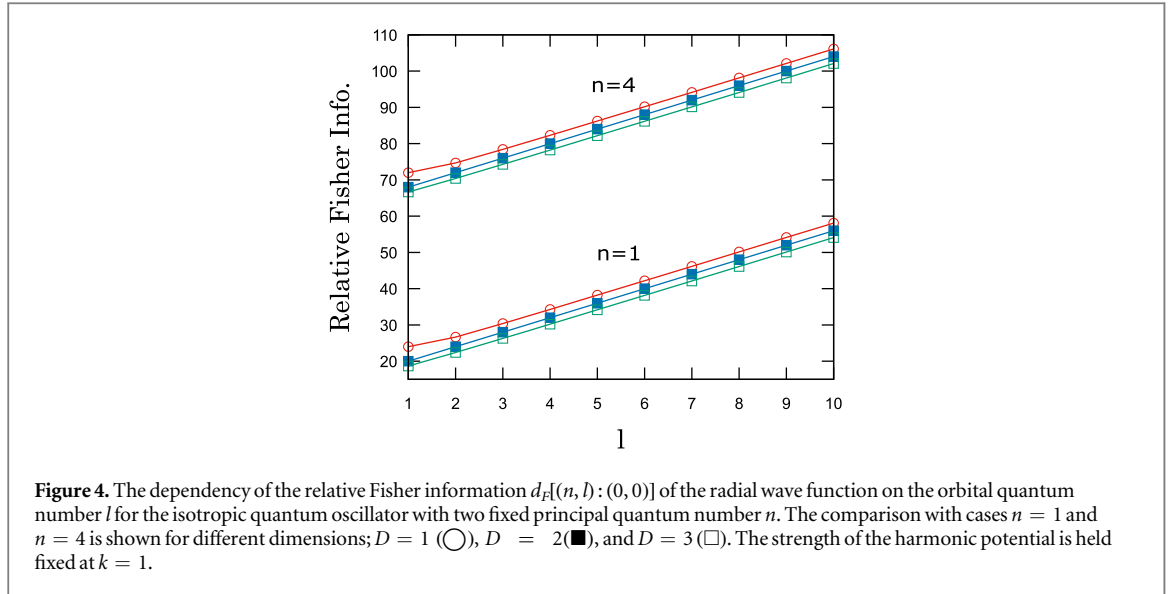 110
100
90
80
70
60
50
40
30
20
Relative Fisher Info.
n=4
n=1
1 2 3 4 5 6 7 8 9 10
l
Figure 4. The dependency of the relative Fisher information d_F[(n, l) : (0, 0)] of the radial wave function on the orbital quantum
number l for the isotropic quantum oscillator with two fixed principal quantum number n. The comparison with cases n = 1 and
n = 4 is shown for different dimensions; D = 1 (◯), D = 2(■), and D = 3 (□). The strength of the harmonic potential is held
fixed at k = 1.